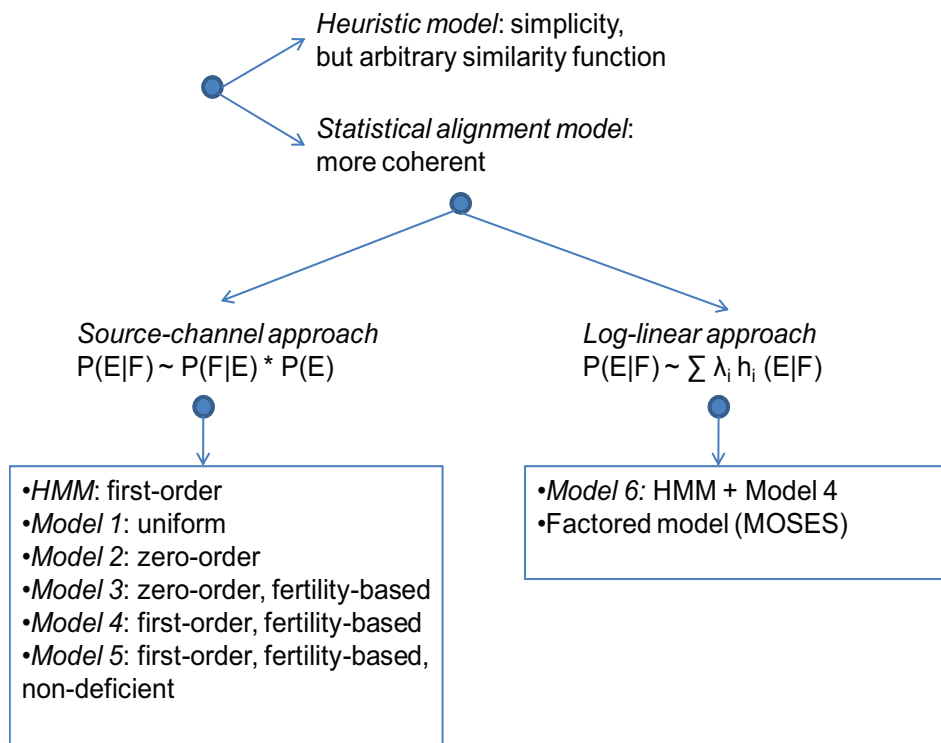 Heuristic model: simplicity,
but arbitrary similarity function
Statistical alignment model:
more coherent
Source-channel approach
P(E|F) ~ P(F|E) * P(E)
Log-linear approach
P(E|F) ~ ∑ λi hi (E|F)
•HMM: first-order
•Model 1: uniform
•Model 2: zero-order
•Model 3: zero-order, fertility-based
•Model 4: first-order, fertility-based
•Model 5: first-order, fertility-based,
non-deficient
•Model 6: HMM + Model 4
•Factored model (MOSES)